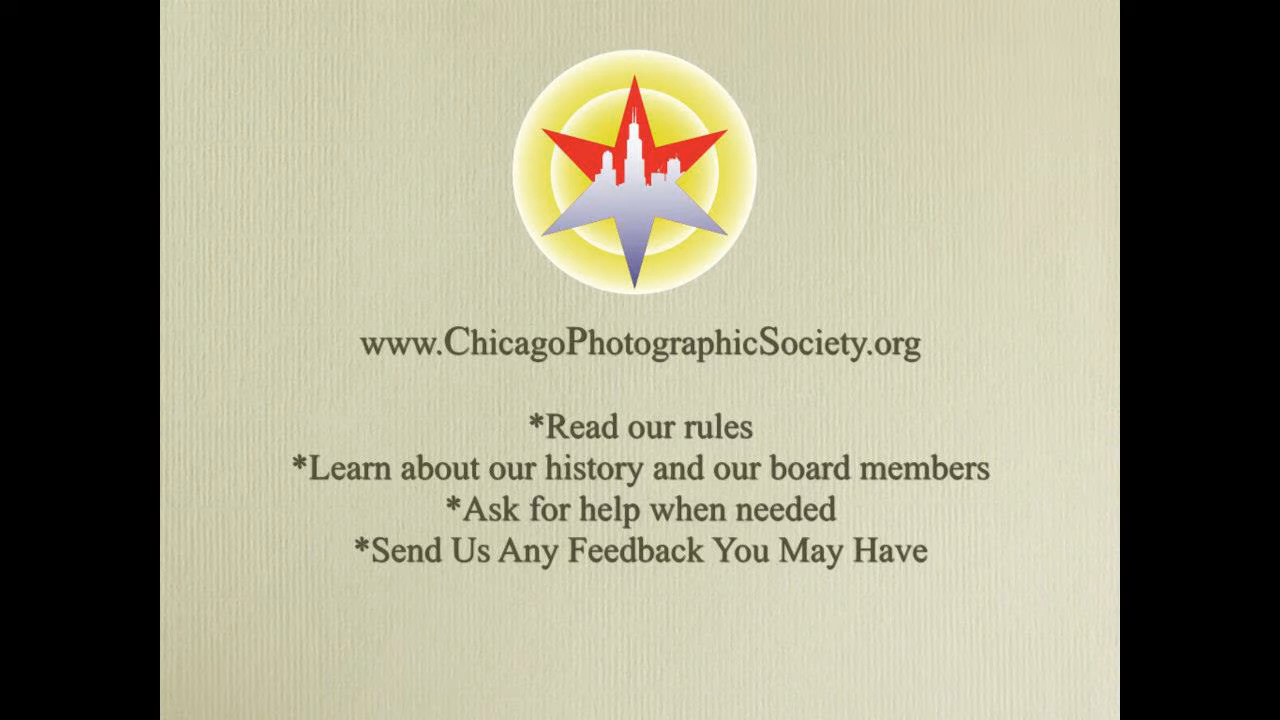 www.ChicagoPhotographicSociety.org
*Read our rules
*Learn about our history and our board members
*Ask for help when needed
*Send Us Any Feedback You May Have